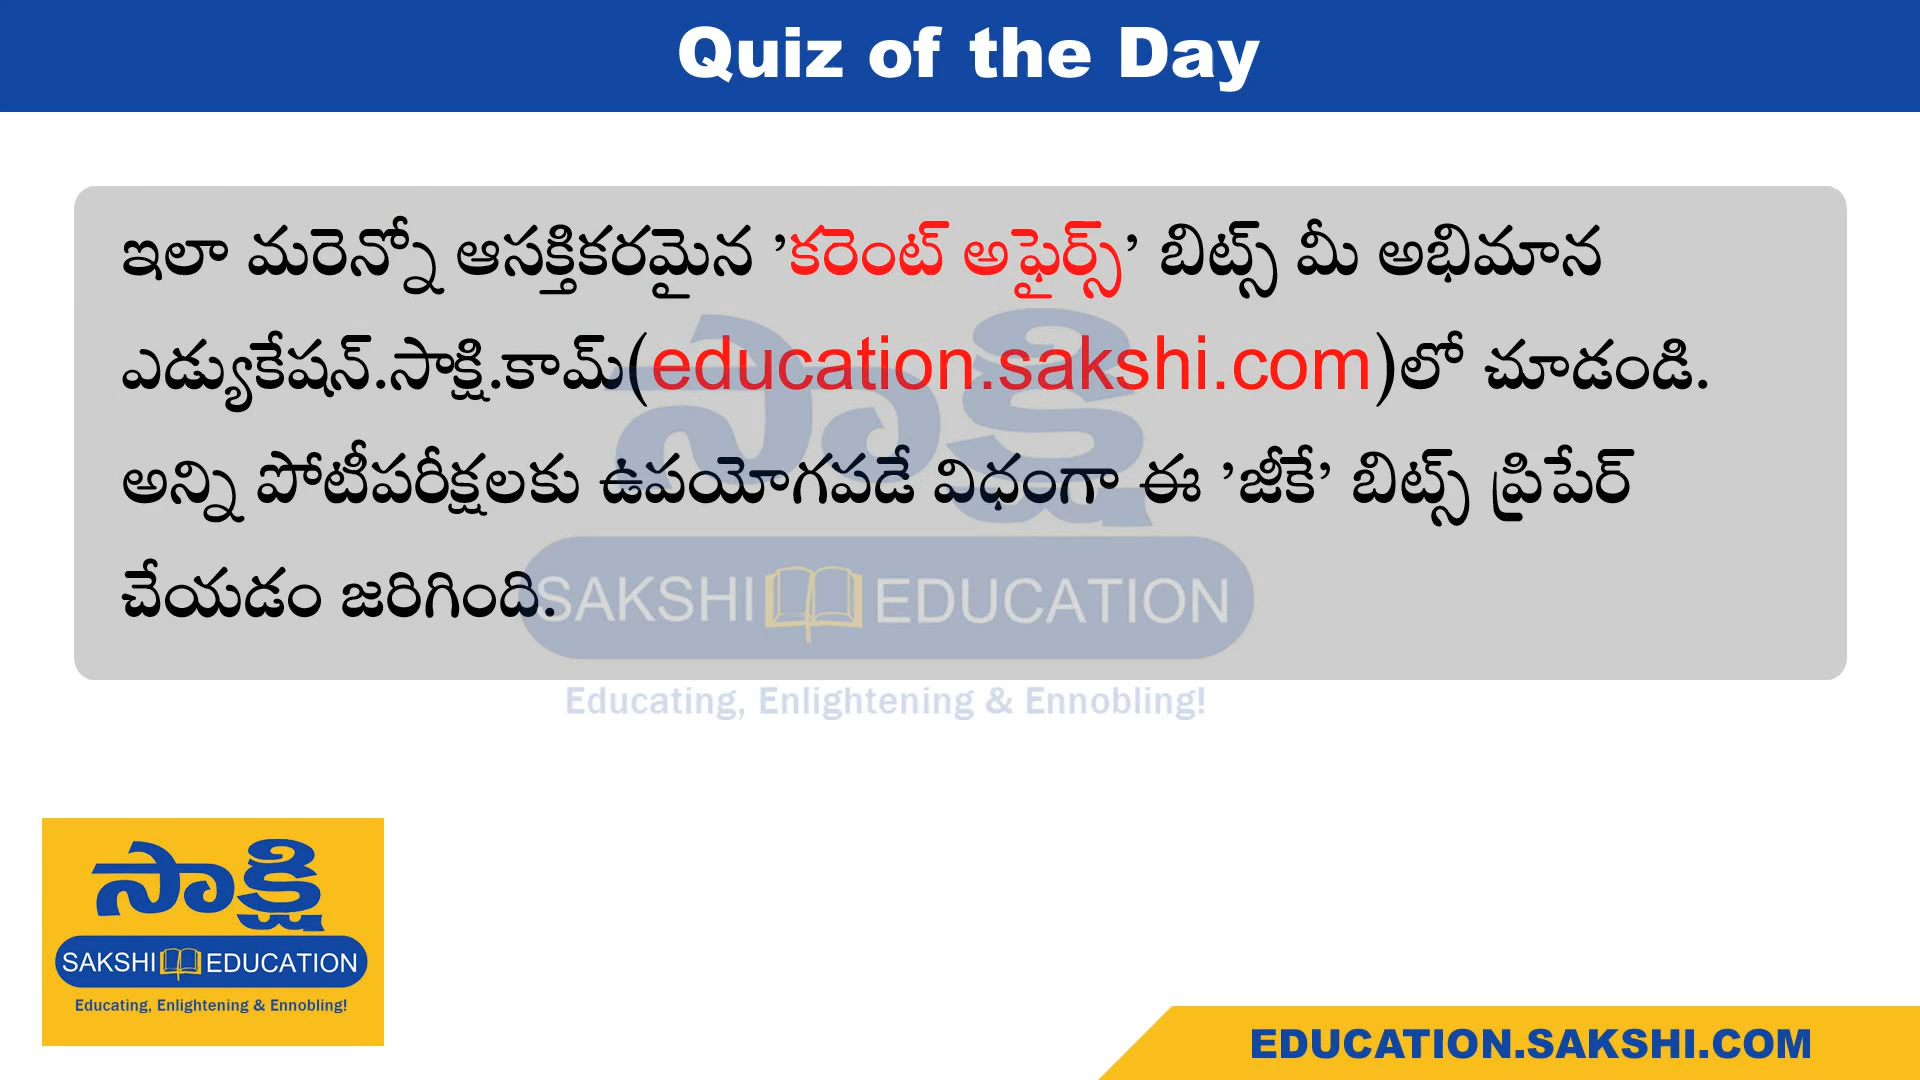 Quiz of the Day
ఇలా మరెన్నో ఆసక్తికరమైన ’కరెంట్ అఫైర్స్’ బిట్స్ మీ అభిమాన
ఎడ్యుకేషన్.సాక్షి.కామ్(education.sakshi.com)లో చూడండి.
అన్ని పోటీపరీక్షలకు ఉపయోగపడే విధంగా ఈ ’జీకే’ బిట్స్ ప్రిపేర్
చేయడం జరిగింది.
సాక్షి
SAKSHI EDUCATION
Educating, Enlightening & Ennobling!
సాక్షి
SAKSHI EDUCATION
Educating, Enlightening & Ennobling!
EDUCATION.SAKSHI.COM